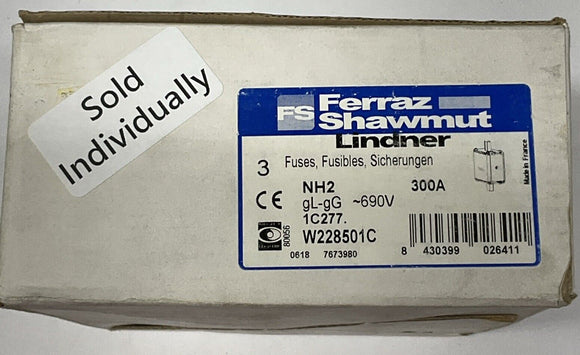 Sold
Individually
FS Ferraz
Shawmut
Lindner
3 Fuses, Fusibles, Sicherungen
NH2 300A
CE gL-gG ~690V
1C277.
W228501C
80056
0618 7673980
8 430399 026411
Made in France